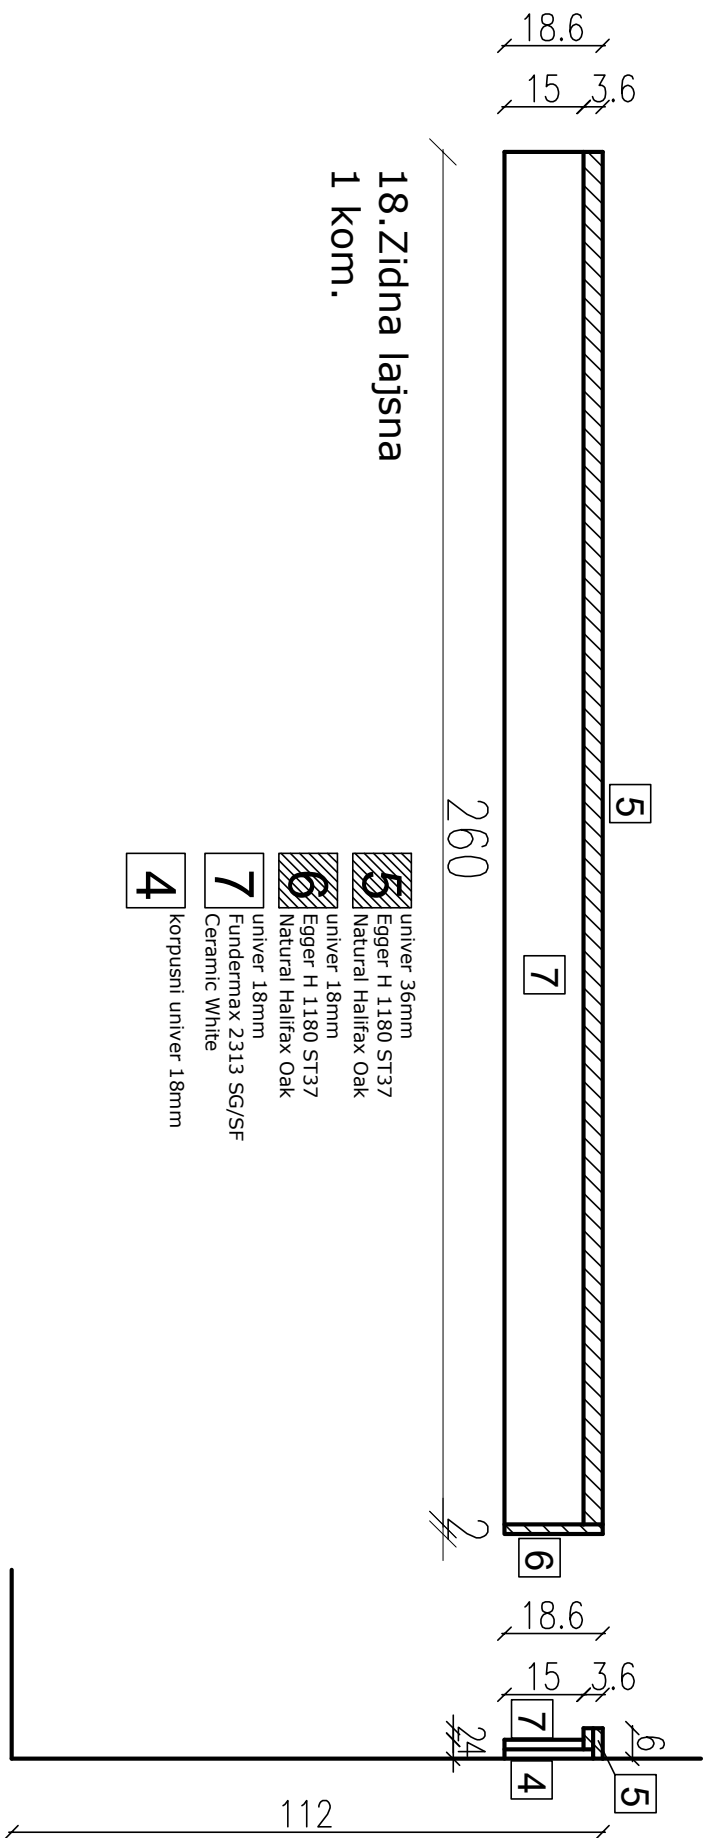 18.6
15 3.6
18.Zidna lajsna
1 kom.
260
2
5
7
6
5
univer 36mm
Egger H 1180 ST37
Natural Halifax Oak
6
univer 18mm
Egger H 1180 ST37
Natural Halifax Oak
7
univer 18mm
Fundermax 2313 SG/SF
Ceramic White
4
korpusni univer 18mm
18.6
15 3.6
7
24
6
4
5
112